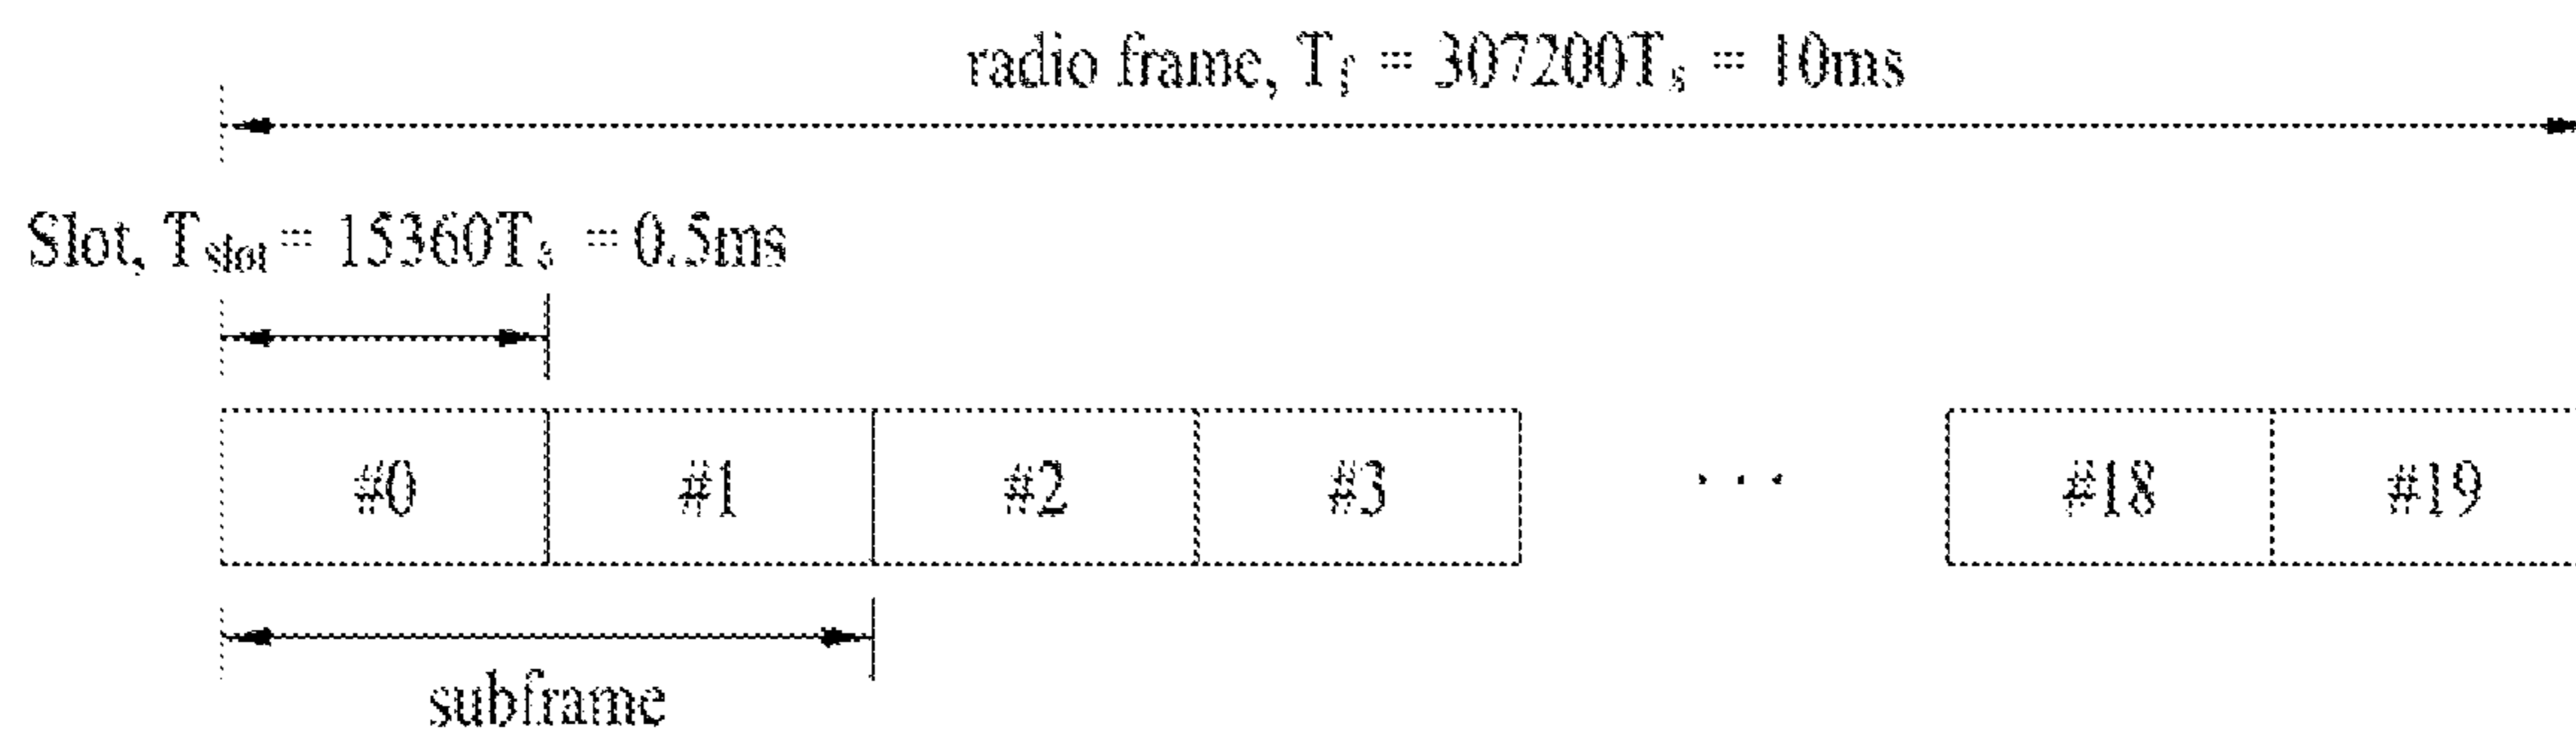 radio frame, Tf = 307200Ts = 10ms
Slot, Tslot = 15360Ts = 0.5ms
#0 #1 #2 #3 ··· #18 #19
subframe